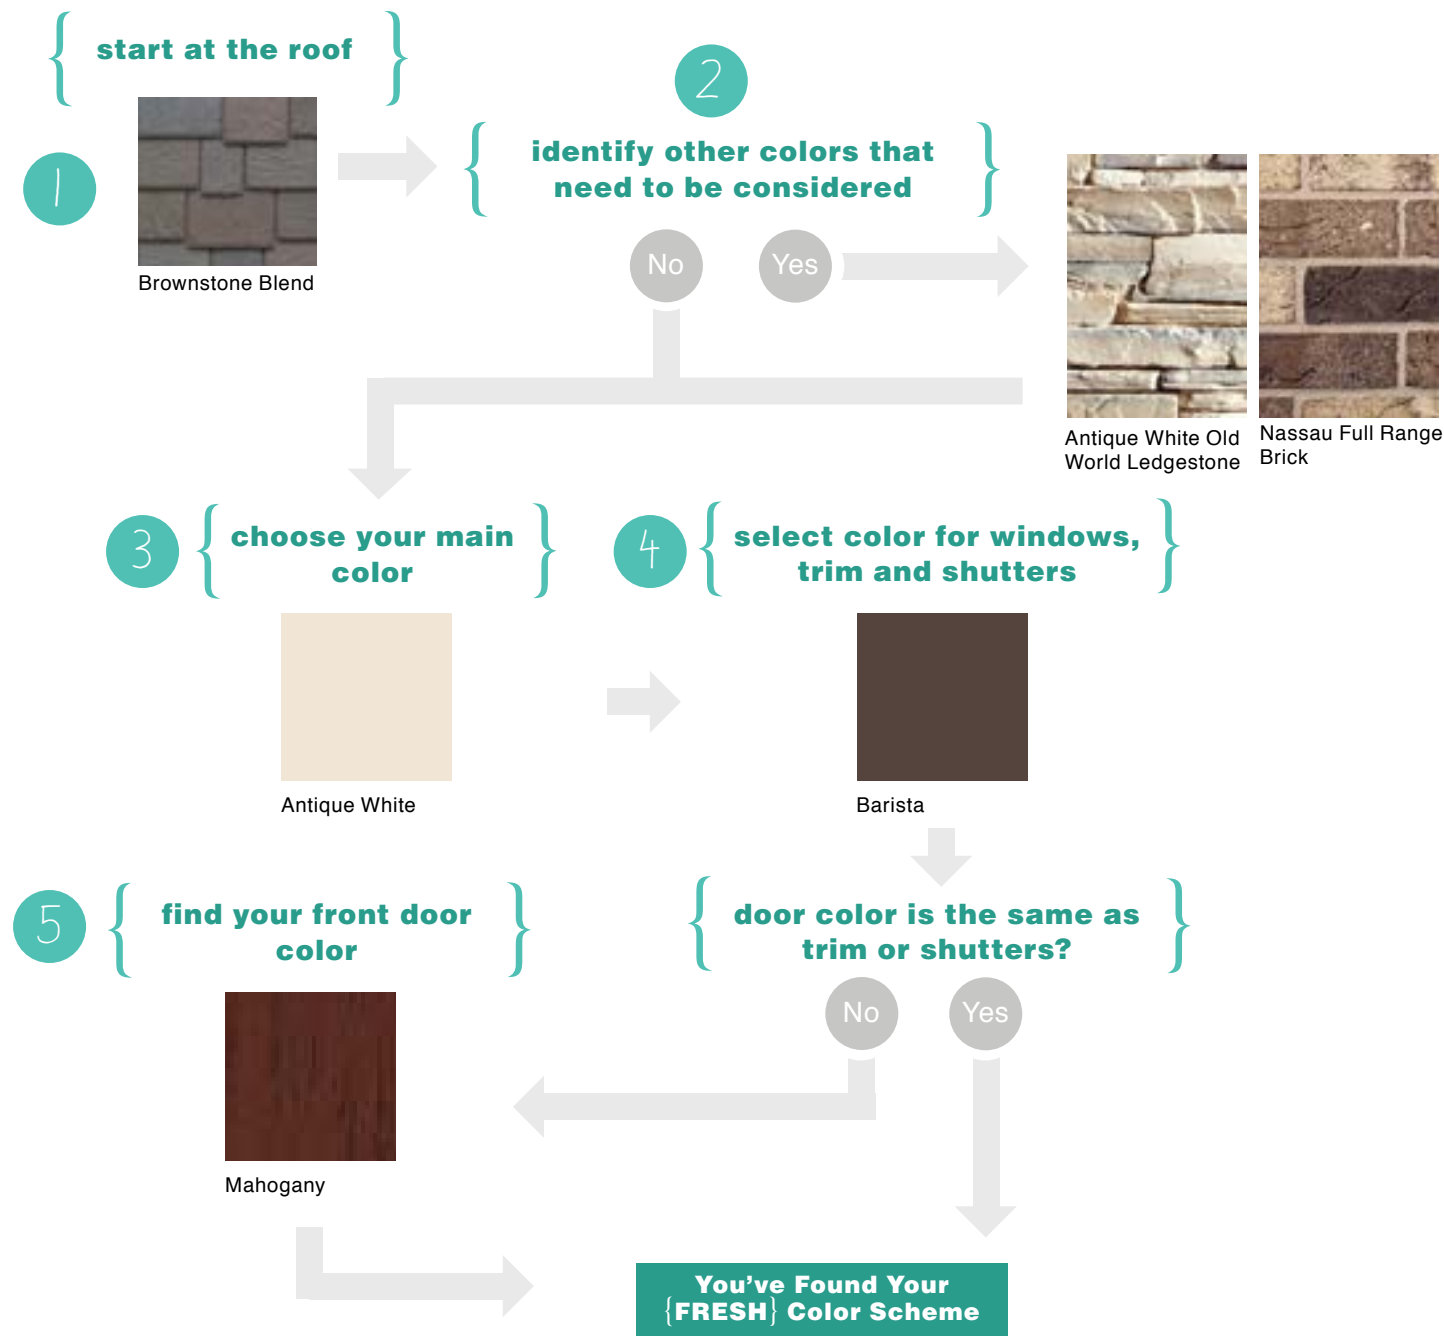 start at the roof
1
Brownstone Blend
2
identify other colors that
need to be considered
No
Yes
Antique White Old
World Ledgestone
Nassau Full Range
Brick
3
choose your main
color
Antique White
4
select color for windows,
trim and shutters
Barista
door color is the same as
trim or shutters?
No
Yes
5
find your front door
color
Mahogany
You’ve Found Your
{FRESH} Color Scheme